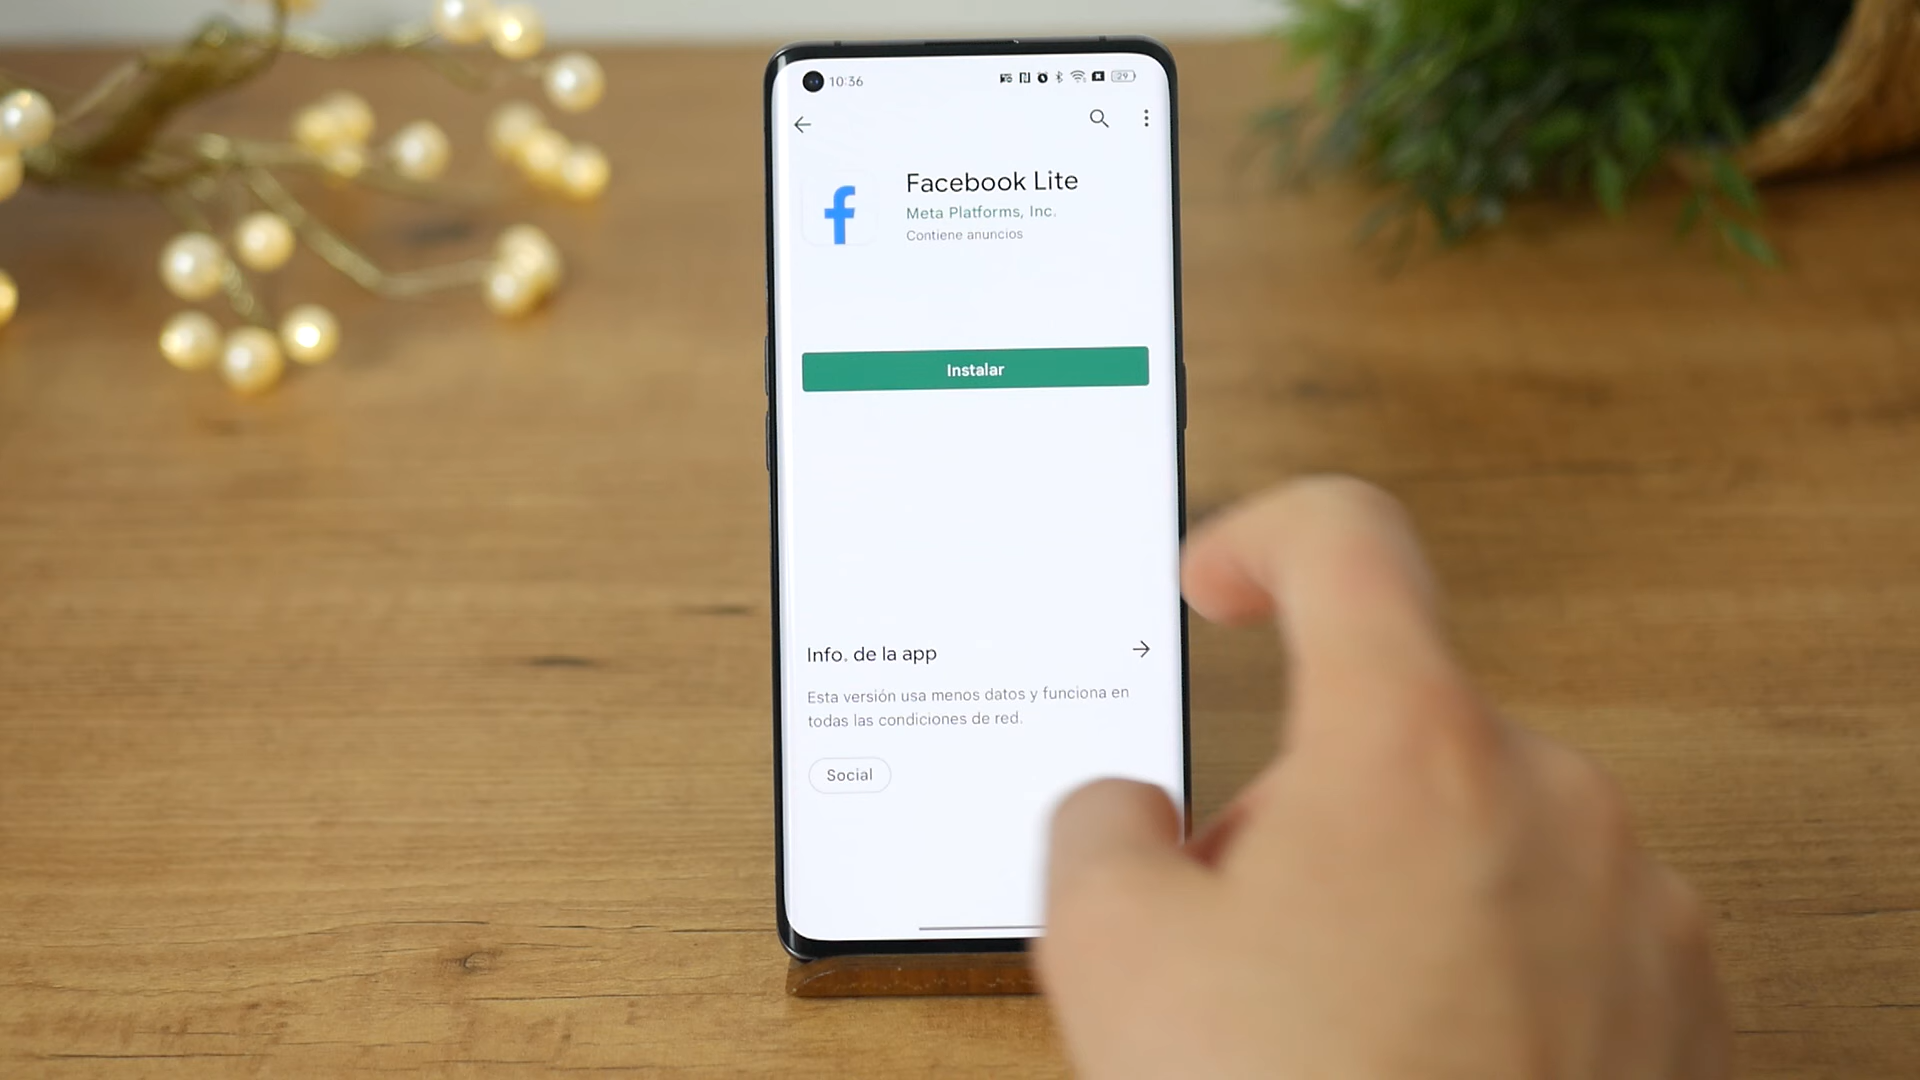 10:36
29
Facebook Lite
Meta Platforms, Inc.
Contiene anuncios
Instalar
Info. de la app
Esta versión usa menos datos y funciona en
todas las condiciones de red.
Social